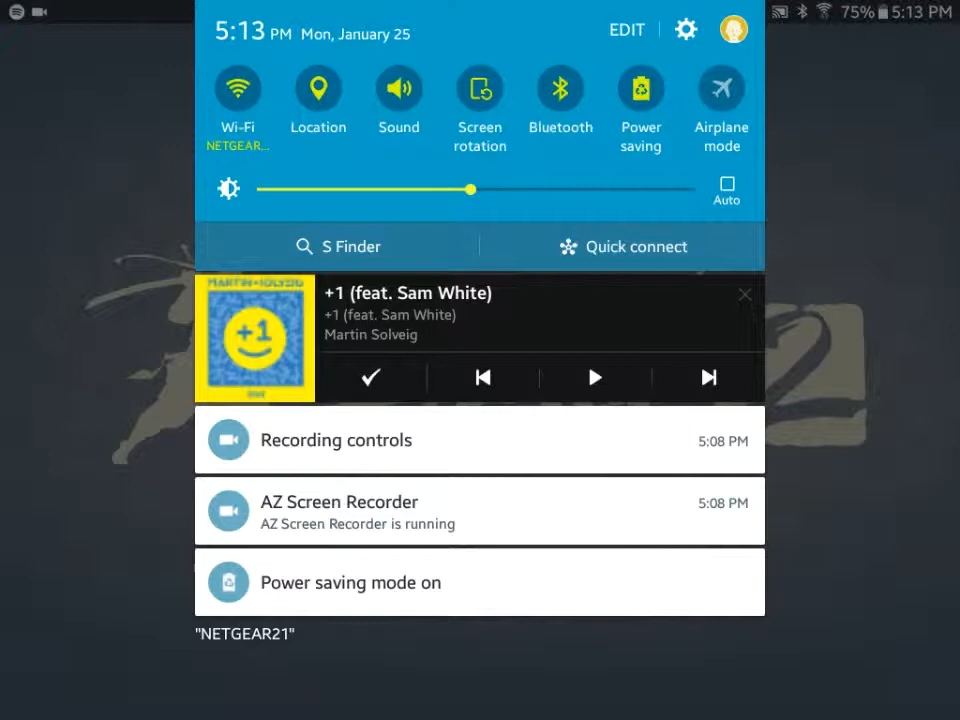 75% 5:13 PM
5:13 PM Mon, January 25
EDIT
Wi-Fi
NETGEAR...
Location
Sound
Screen
rotation
Bluetooth
Power
saving
Airplane
mode
Auto
S Finder
Quick connect
MARTIN SOLVEIG
+1
+1 (feat. Sam White)
+1 (feat. Sam White)
Martin Solveig
Recording controls
5:08 PM
AZ Screen Recorder
5:08 PM
AZ Screen Recorder is running
Power saving mode on
"NETGEAR21"
2